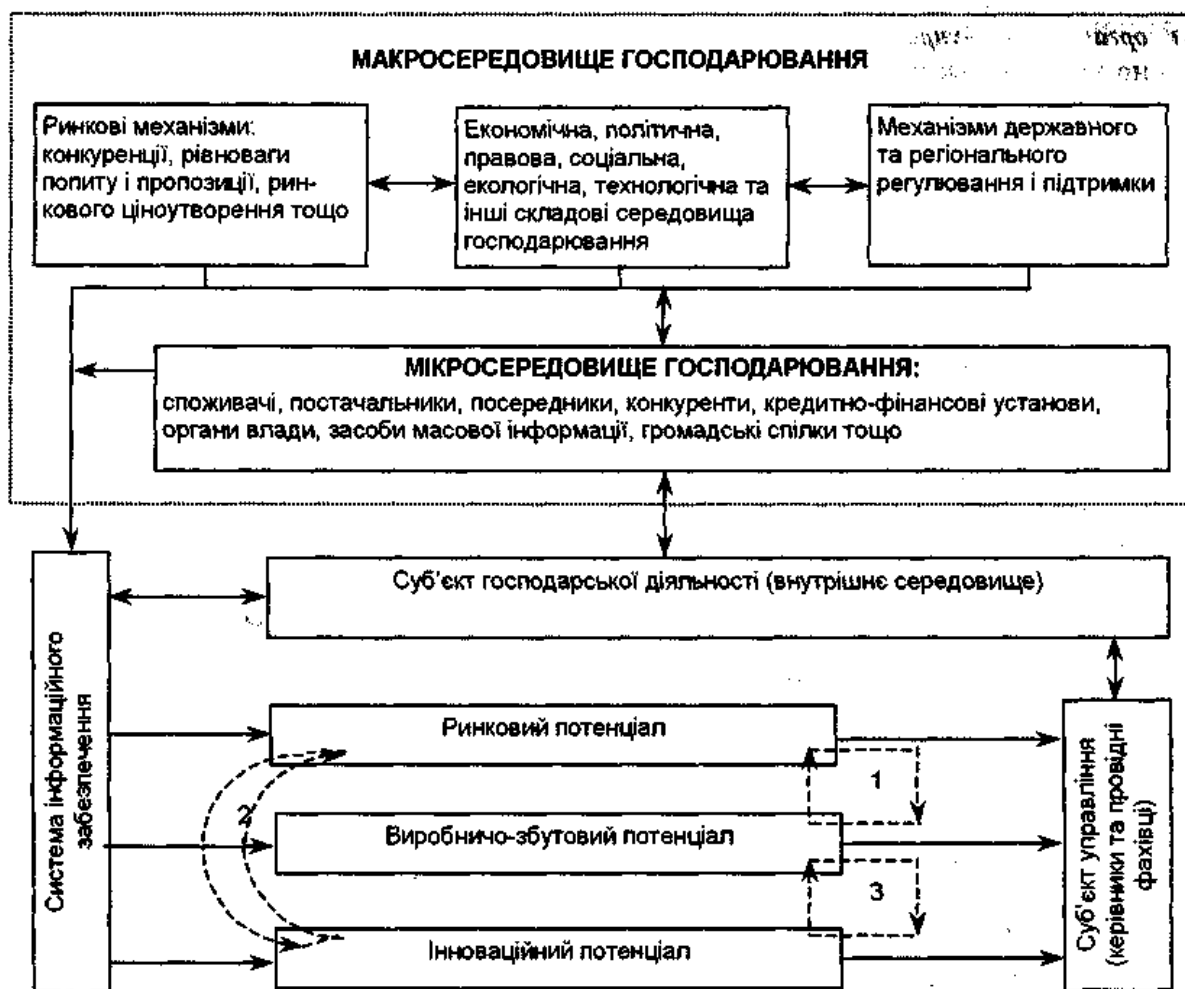 МАКРОСЕРЕДОВИЩЕ ГОСПОДАРЮВАННЯ
Ринкові механізми:
конкуренції, рівноваги
попиту і пропозиції, рин-
кового ціноутворення тощо
Економічна, політична,
правова, соціальна,
екологічна, технологічна та
інші складові середовища
господарювання
Механізми державного
та регіонального
регулювання і підтримки
МІКРОСЕРЕДОВИЩЕ ГОСПОДАРЮВАННЯ:
споживачі, постачальники, посередники, конкуренти, кредитно-фінансові установи,
органи влади, засоби масової інформації, громадські спілки тощо
Система інформаційного
забезпечення
Суб'єкт господарської діяльності (внутрішнє середовище)
Ринковий потенціал
1
2
Виробничо-збутовий потенціал
3
Інноваційний потенціал
Суб'єкт управління
(керівники та провідні
фахівці)